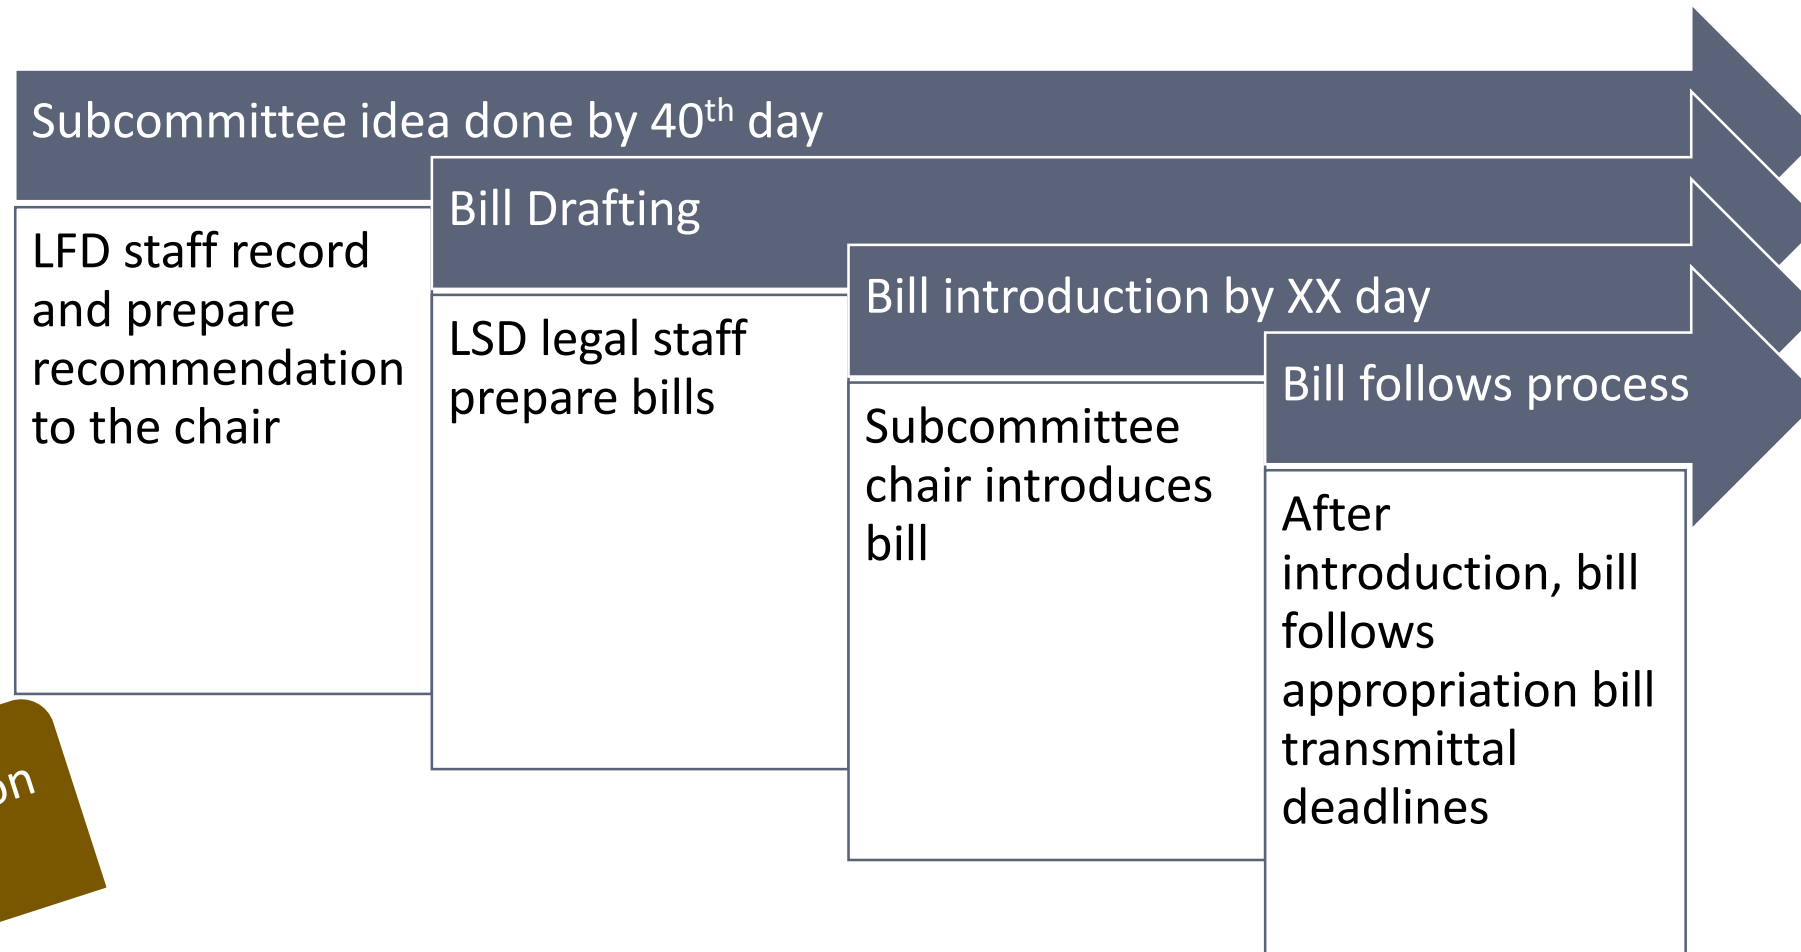 Subcommittee idea done by 40th day
LFD staff record
and prepare
recommendation
to the chair
Bill Drafting
LSD legal staff
prepare bills
Bill introduction by XX day
Subcommittee
chair introduces
bill
Bill follows process
After
introduction, bill
follows
appropriation bill
transmittal
deadlines